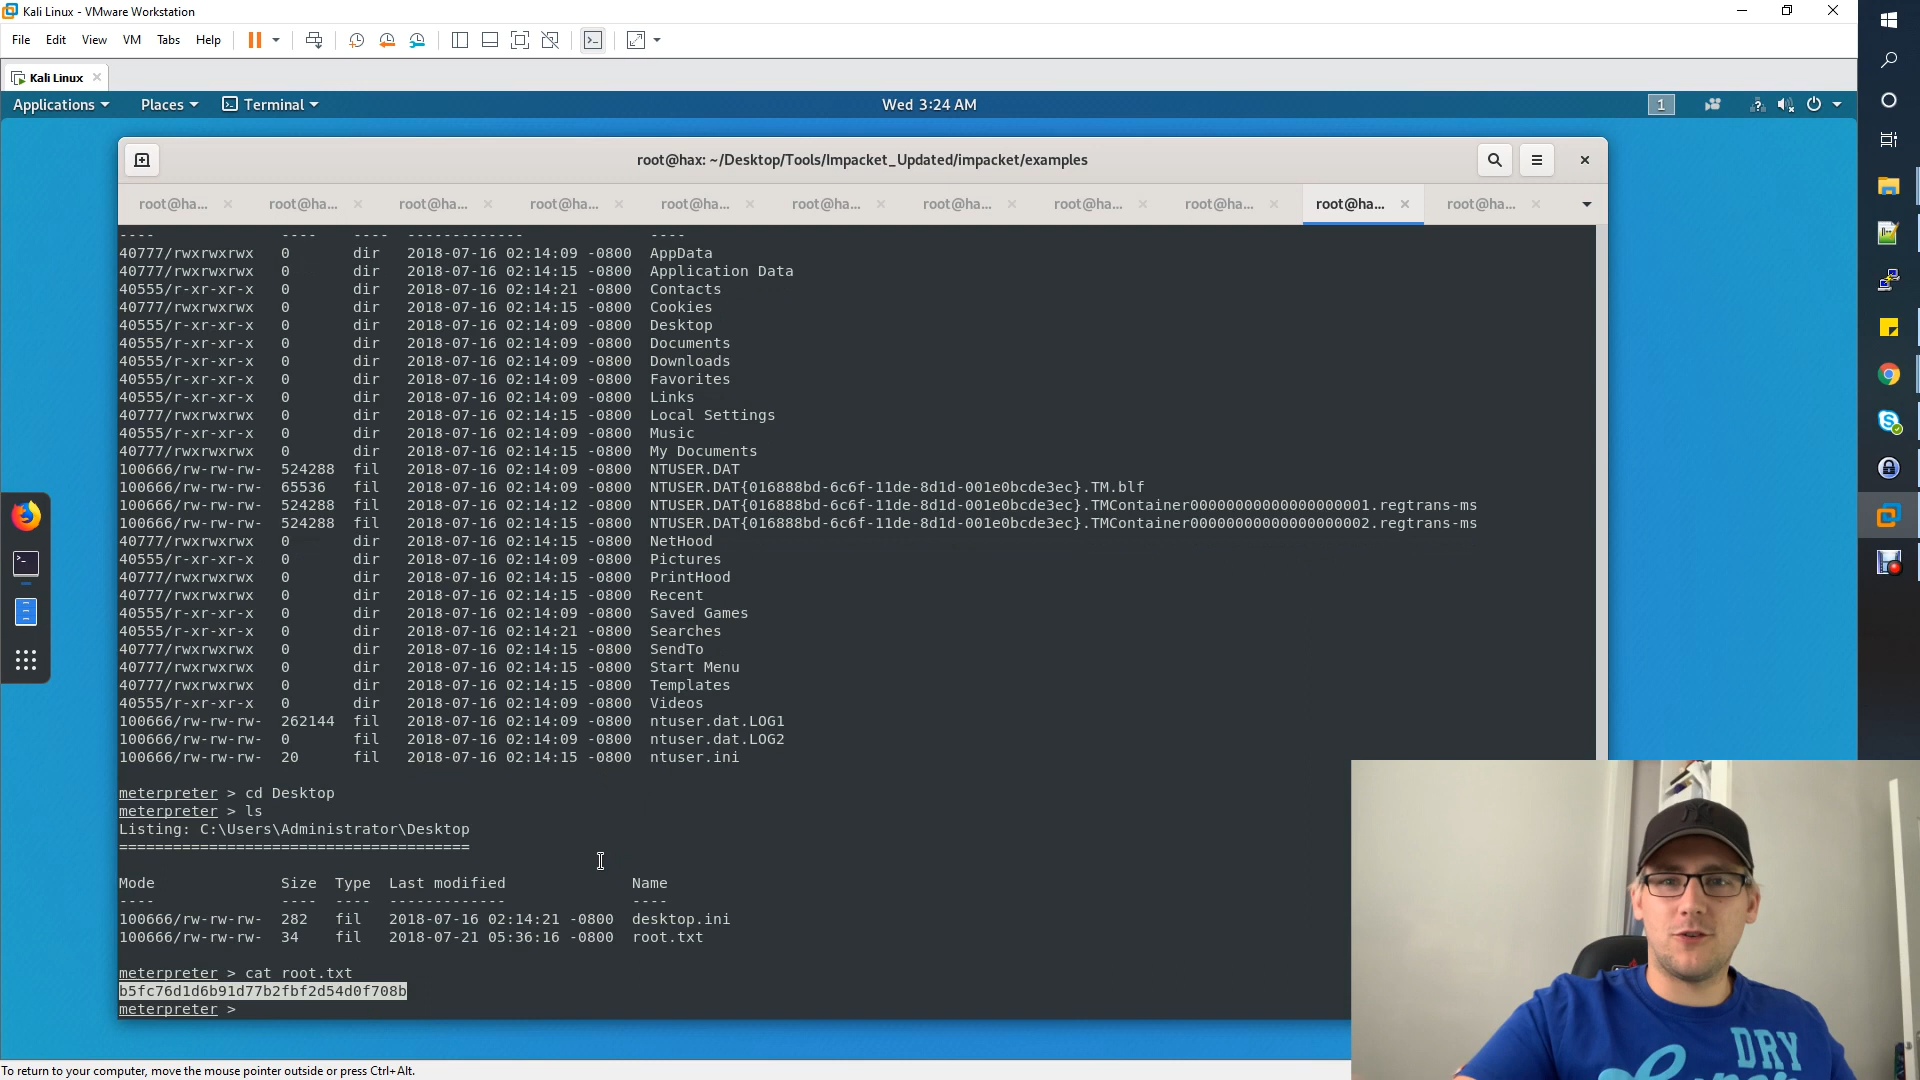 Kali Linux - VMware Workstation
File Edit View VM Tabs Help
Kali Linux
Applications Places Terminal Wed 3:24 AM 1
root@hax: ~/Desktop/Tools/Impacket_Updated/impacket/examples
root@ha... root@ha... root@ha... root@ha... root@ha... root@ha... root@ha... root@ha... root@ha... root@ha... root@ha...
---- ---- ---- ------------- ----
40777/rwxrwxrwx 0 dir 2018-07-16 02:14:09 -0800 AppData
40777/rwxrwxrwx 0 dir 2018-07-16 02:14:15 -0800 Application Data
40555/r-xr-xr-x 0 dir 2018-07-16 02:14:21 -0800 Contacts
40777/rwxrwxrwx 0 dir 2018-07-16 02:14:15 -0800 Cookies
40555/r-xr-xr-x 0 dir 2018-07-16 02:14:09 -0800 Desktop
40555/r-xr-xr-x 0 dir 2018-07-16 02:14:09 -0800 Documents
40555/r-xr-xr-x 0 dir 2018-07-16 02:14:09 -0800 Downloads
40555/r-xr-xr-x 0 dir 2018-07-16 02:14:09 -0800 Favorites
40555/r-xr-xr-x 0 dir 2018-07-16 02:14:09 -0800 Links
40777/rwxrwxrwx 0 dir 2018-07-16 02:14:15 -0800 Local Settings
40555/r-xr-xr-x 0 dir 2018-07-16 02:14:09 -0800 Music
40777/rwxrwxrwx 0 dir 2018-07-16 02:14:15 -0800 My Documents
100666/rw-rw-rw- 524288 fil 2018-07-16 02:14:09 -0800 NTUSER.DAT
100666/rw-rw-rw- 65536 fil 2018-07-16 02:14:09 -0800 NTUSER.DAT{016888bd-6c6f-11de-8d1d-001e0bcde3ec}.TM.blf
100666/rw-rw-rw- 524288 fil 2018-07-16 02:14:12 -0800 NTUSER.DAT{016888bd-6c6f-11de-8d1d-001e0bcde3ec}.TMContainer00000000000000000001.regtrans-ms
100666/rw-rw-rw- 524288 fil 2018-07-16 02:14:15 -0800 NTUSER.DAT{016888bd-6c6f-11de-8d1d-001e0bcde3ec}.TMContainer00000000000000000002.regtrans-ms
40777/rwxrwxrwx 0 dir 2018-07-16 02:14:15 -0800 NetHood
40555/r-xr-xr-x 0 dir 2018-07-16 02:14:09 -0800 Pictures
40777/rwxrwxrwx 0 dir 2018-07-16 02:14:15 -0800 PrintHood
40777/rwxrwxrwx 0 dir 2018-07-16 02:14:15 -0800 Recent
40555/r-xr-xr-x 0 dir 2018-07-16 02:14:09 -0800 Saved Games
40555/r-xr-xr-x 0 dir 2018-07-16 02:14:21 -0800 Searches
40777/rwxrwxrwx 0 dir 2018-07-16 02:14:15 -0800 SendTo
40777/rwxrwxrwx 0 dir 2018-07-16 02:14:15 -0800 Start Menu
40777/rwxrwxrwx 0 dir 2018-07-16 02:14:15 -0800 Templates
40555/r-xr-xr-x 0 dir 2018-07-16 02:14:09 -0800 Videos
100666/rw-rw-rw- 262144 fil 2018-07-16 02:14:09 -0800 ntuser.dat.LOG1
100666/rw-rw-rw- 0 fil 2018-07-16 02:14:09 -0800 ntuser.dat.LOG2
100666/rw-rw-rw- 20 fil 2018-07-16 02:14:15 -0800 ntuser.ini
meterpreter > cd Desktop
meterpreter > ls
Listing: C:\Users\Administrator\Desktop
=======================================
Mode Size Type Last modified Name
---- ---- ---- ------------- ----
100666/rw-rw-rw- 282 fil 2018-07-16 02:14:21 -0800 desktop.ini
100666/rw-rw-rw- 34 fil 2018-07-21 05:36:16 -0800 root.txt
meterpreter > cat root.txt
b5fc76d1d6b91d77b2fbf2d54d0f708b
meterpreter >
DRY
To return to your computer, move the mouse pointer outside or press Ctrl+Alt.